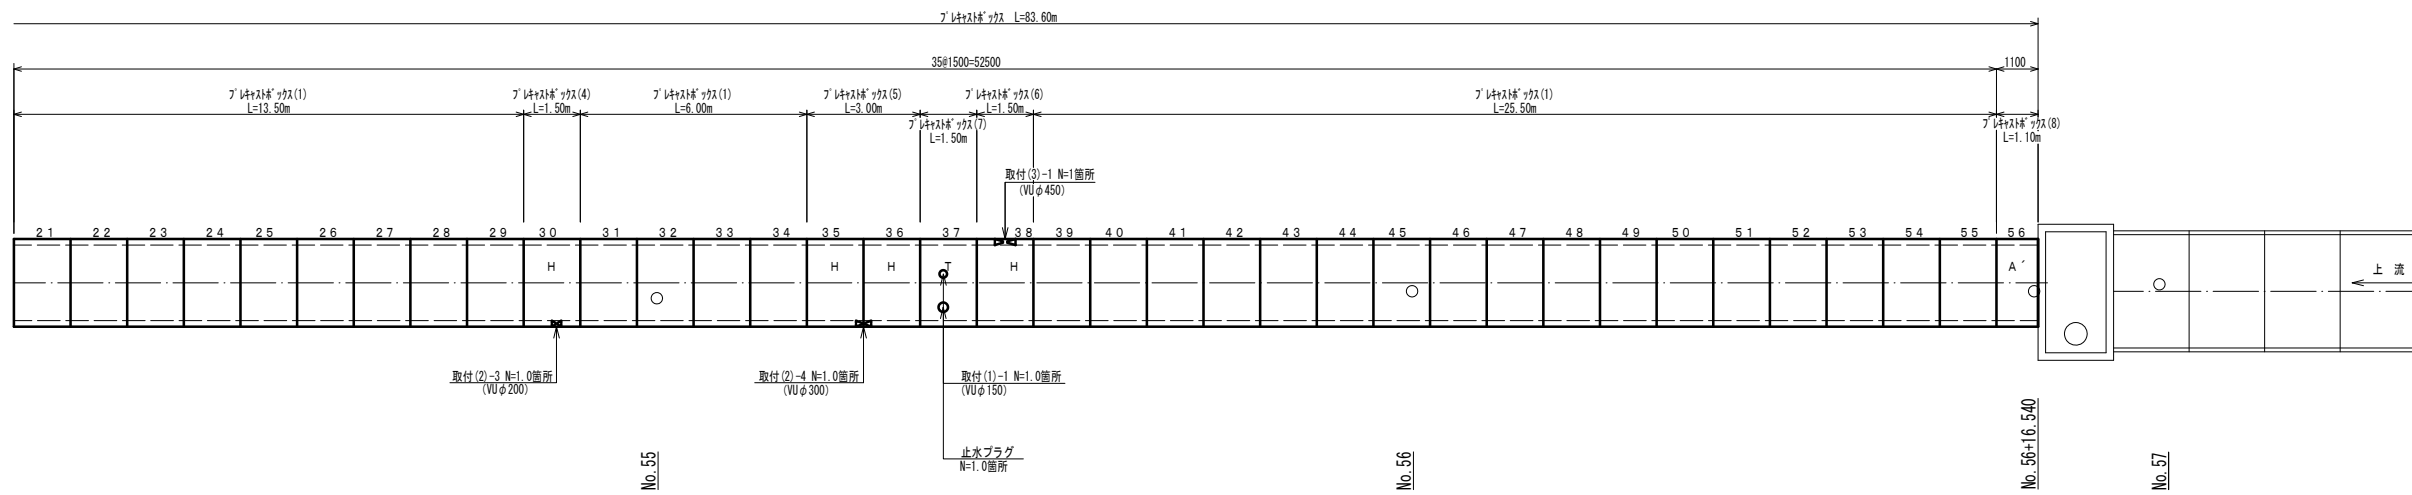 プレキャストボックス L=83.60m
35@1500=52500
1100
プレキャストボックス(1)
L=13.50m
プレキャストボックス(4)
L=1.50m
プレキャストボックス(1)
L=6.00m
プレキャストボックス(5)
L=3.00m
プレキャストボックス(6)
L=1.50m
プレキャストボックス(1)
L=25.50m
プレキャストボックス(7)
L=1.50m
プレキャストボックス(8)
L=1.10m
取付(3)-1 N=1箇所
(VUφ450)
21 22 23 24 25 26 27 28 29 30 31 32 33 34 35 36 37 38 39 40 41 42 43 44 45 46 47 48 49 50 51 52 53 54 55 56
H H H T H A´
上 流
取付(2)-3 N=1.0箇所
(VUφ200)
取付(2)-4 N=1.0箇所
(VUφ300)
取付(1)-1 N=1.0箇所
(VUφ150)
止水プラグ
N=1.0箇所
No.55
No.56
No.56+16.540
No.57